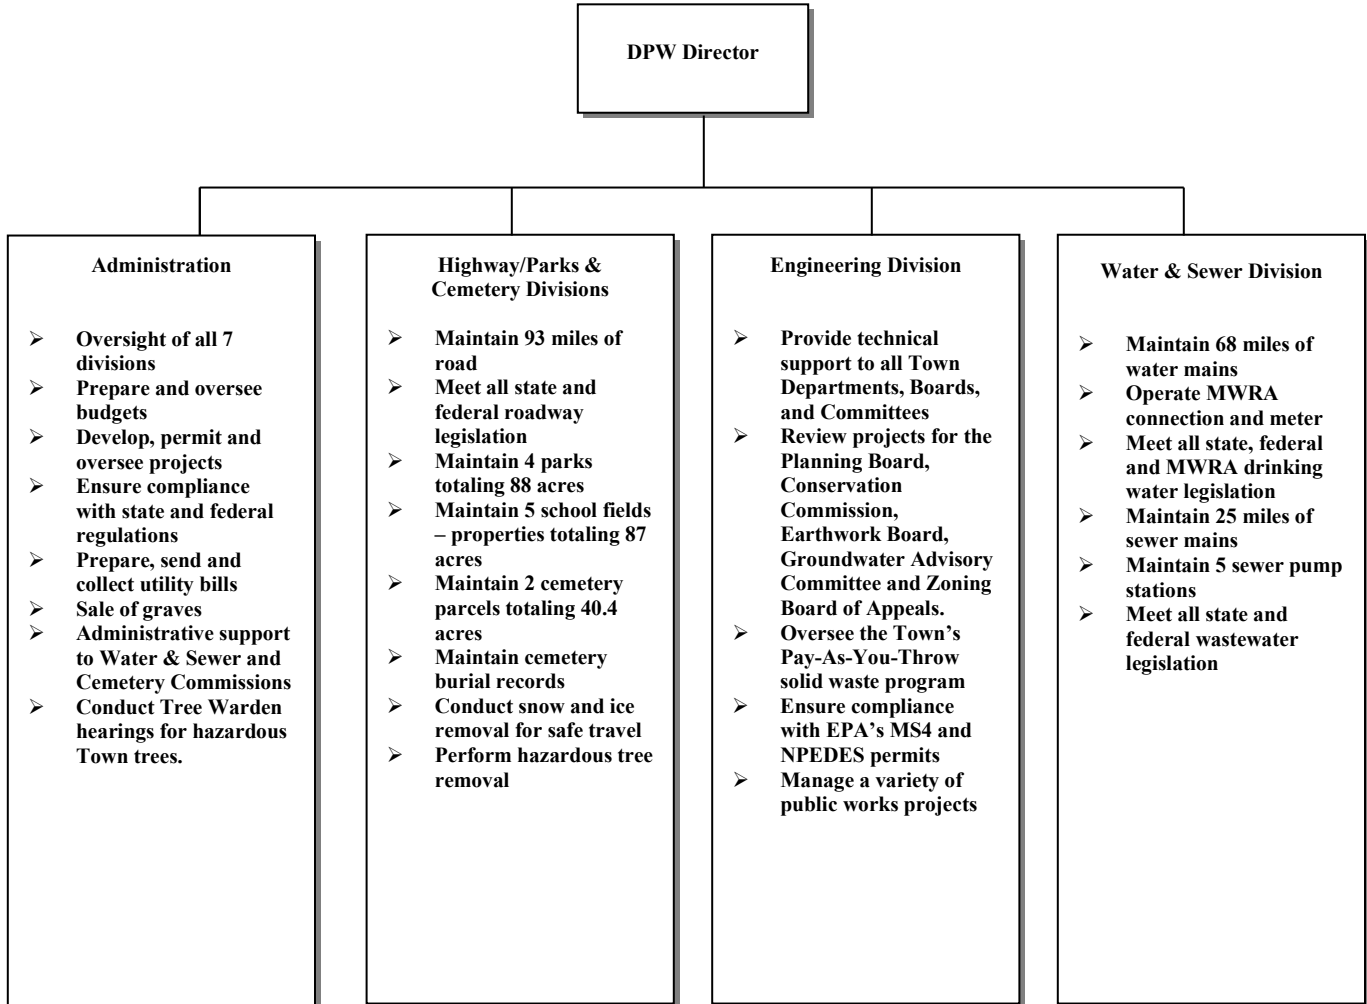 DPW Director
Administration
➢ Oversight of all 7
divisions
➢ Prepare and oversee
budgets
➢ Develop, permit and
oversee projects
➢ Ensure compliance
with state and federal
regulations
➢ Prepare, send and
collect utility bills
➢ Sale of graves
➢ Administrative support
to Water & Sewer and
Cemetery Commissions
➢ Conduct Tree Warden
hearings for hazardous
Town trees.
Highway/Parks &
Cemetery Divisions
➢ Maintain 93 miles of
road
➢ Meet all state and
federal roadway
legislation
➢ Maintain 4 parks
totaling 88 acres
➢ Maintain 5 school fields
– properties totaling 87
acres
➢ Maintain 2 cemetery
parcels totaling 40.4
acres
➢ Maintain cemetery
burial records
➢ Conduct snow and ice
removal for safe travel
➢ Perform hazardous tree
removal
Engineering Division
➢ Provide technical
support to all Town
Departments, Boards,
and Committees
➢ Review projects for the
Planning Board,
Conservation
Commission,
Earthwork Board,
Groundwater Advisory
Committee and Zoning
Board of Appeals.
➢ Oversee the Town’s
Pay-As-You-Throw
solid waste program
➢ Ensure compliance
with EPA’s MS4 and
NPEDES permits
➢ Manage a variety of
public works projects
Water & Sewer Division
➢ Maintain 68 miles of
water mains
➢ Operate MWRA
connection and meter
➢ Meet all state, federal
and MWRA drinking
water legislation
➢ Maintain 25 miles of
sewer mains
➢ Maintain 5 sewer pump
stations
➢ Meet all state and
federal wastewater
legislation